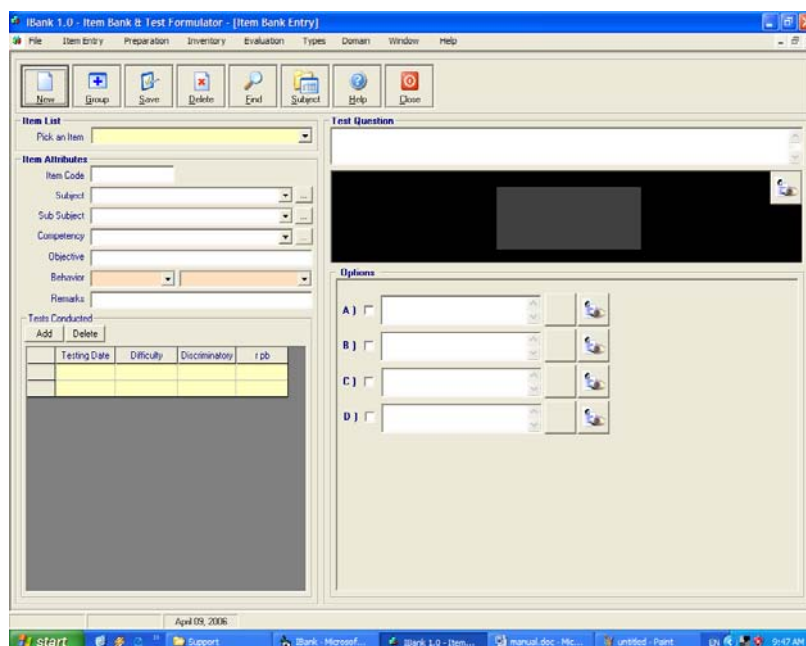 IBank 1.0 - Item Bank & Test Formulator - [Item Bank Entry]
File Item Entry Preparation Inventory Evaluation Types Domain Window Help
New Group Save Delete Find Subject Help Close
Item List
Pick an Item
Item Attributes
Item Code
Subject ...
Sub Subject ...
Competency ...
Objective
Behavior
Remarks
Tests Conducted
Add Delete
Testing Date Difficulty Discriminatory r pb
Test Question
Options
A )
B )
C )
D )
April 09, 2006
start Support IBank - Microsof... IBank 1.0 - Item... manual.doc - Mic... untitled - Paint EN 9:47 AM